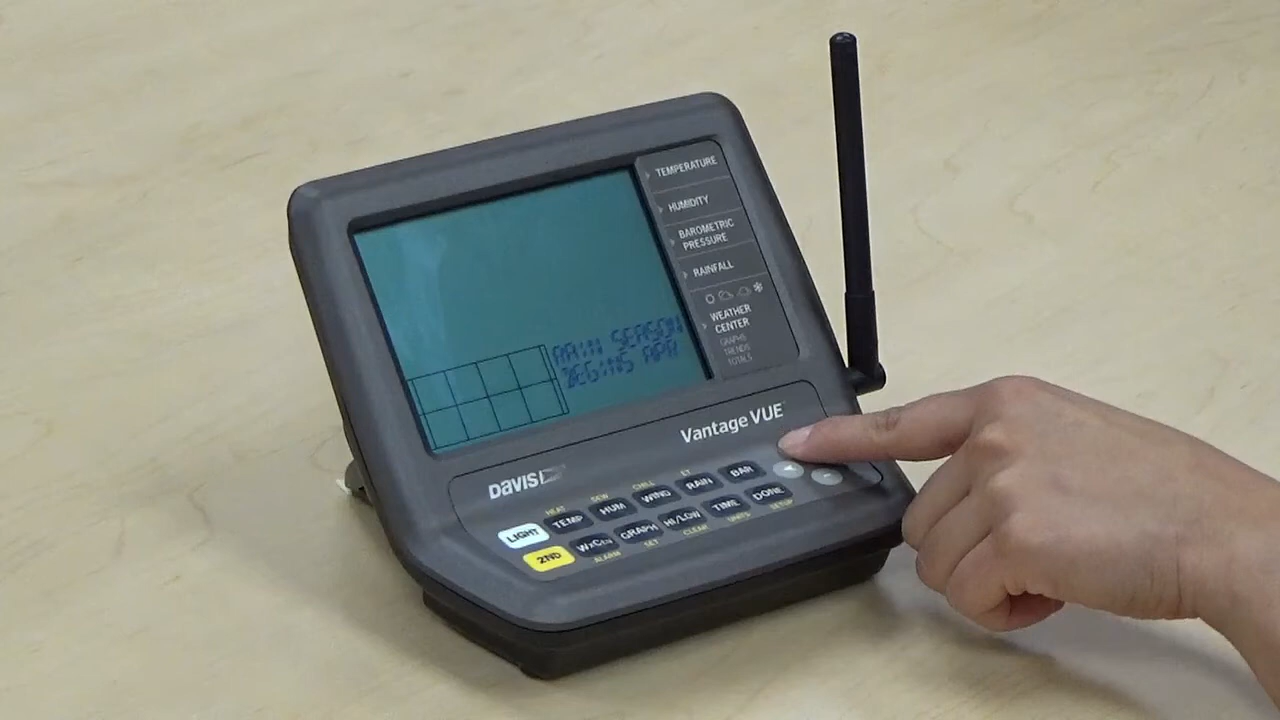 TEMPERATURE
HUMIDITY
BAROMETRIC
PRESSURE
RAINFALL
WEATHER
CENTER
GRAPHS
TRENDS
TOTALS
RAIN SEASON
BEGINS APR
Vantage VUE
DAVIS
HEAT DEW CHILL ET
LIGHT TEMP HUM WIND RAIN BAR
2ND WxCEN GRAPH HI/LOW TIME DONE
ALARM SET CLEAR UNITS SETUP